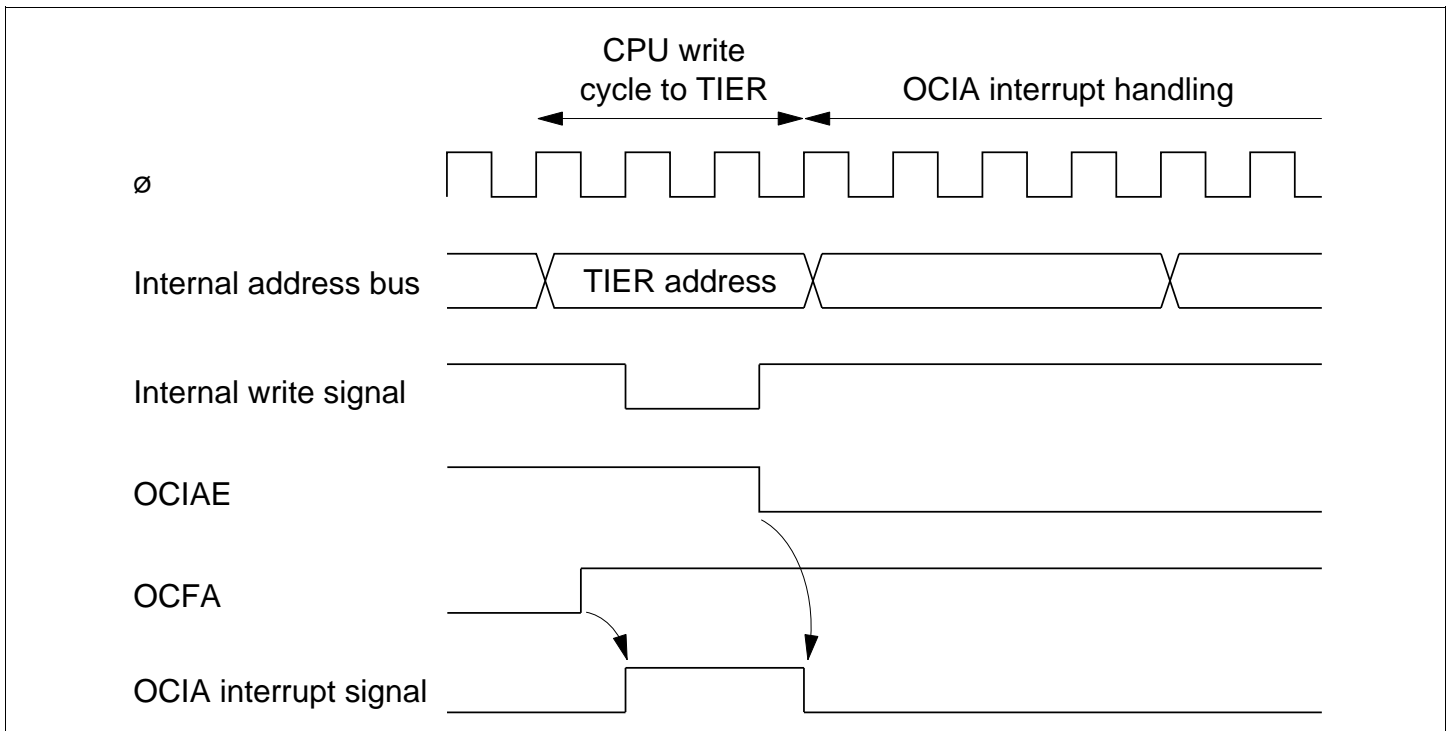 CPU write
cycle to TIER
OCIA interrupt handling
ø
Internal address bus
TIER address
Internal write signal
OCIAE
OCFA
OCIA interrupt signal